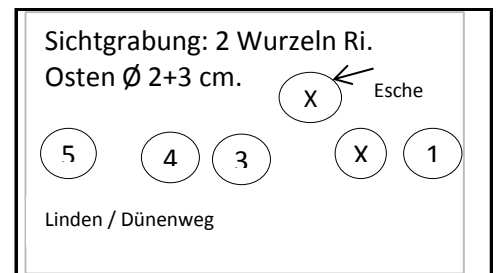 Sichtgrabung: 2 Wurzeln Ri.
Osten Ø 2+3 cm.
X Esche
5 4 3 X 1
Linden / Dünenweg